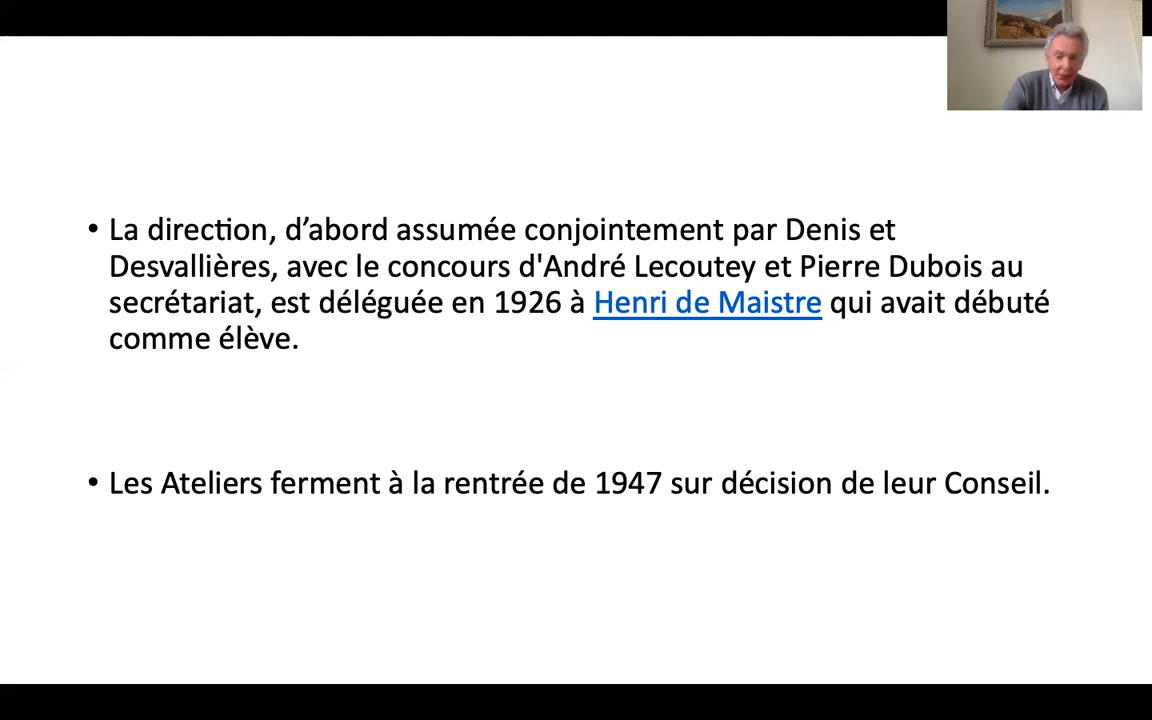 • La direction, d’abord assumée conjointement par Denis et
Desvallières, avec le concours d'André Lecoutey et Pierre Dubois au
secrétariat, est déléguée en 1926 à Henri de Maistre qui avait débuté
comme élève.
• Les Ateliers ferment à la rentrée de 1947 sur décision de leur Conseil.